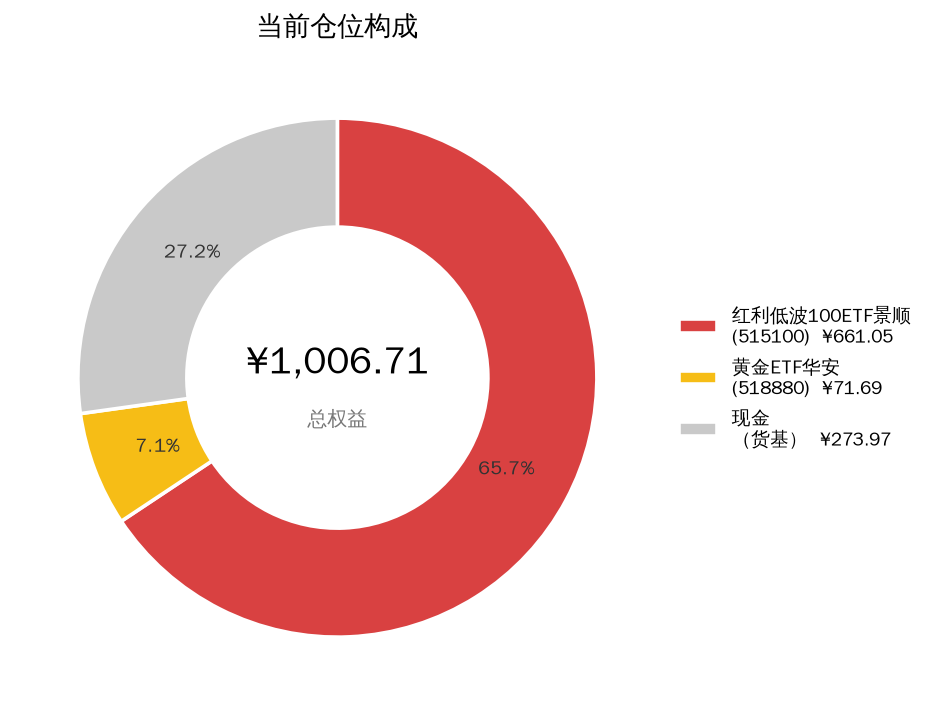 当前仓位构成
27.2%
7.1%
65.7%
¥1,006.71
总权益
红利低波100ETF景顺
(515100) ¥661.05
黄金ETF华安
(518880) ¥71.69
现金
（货基） ¥273.97